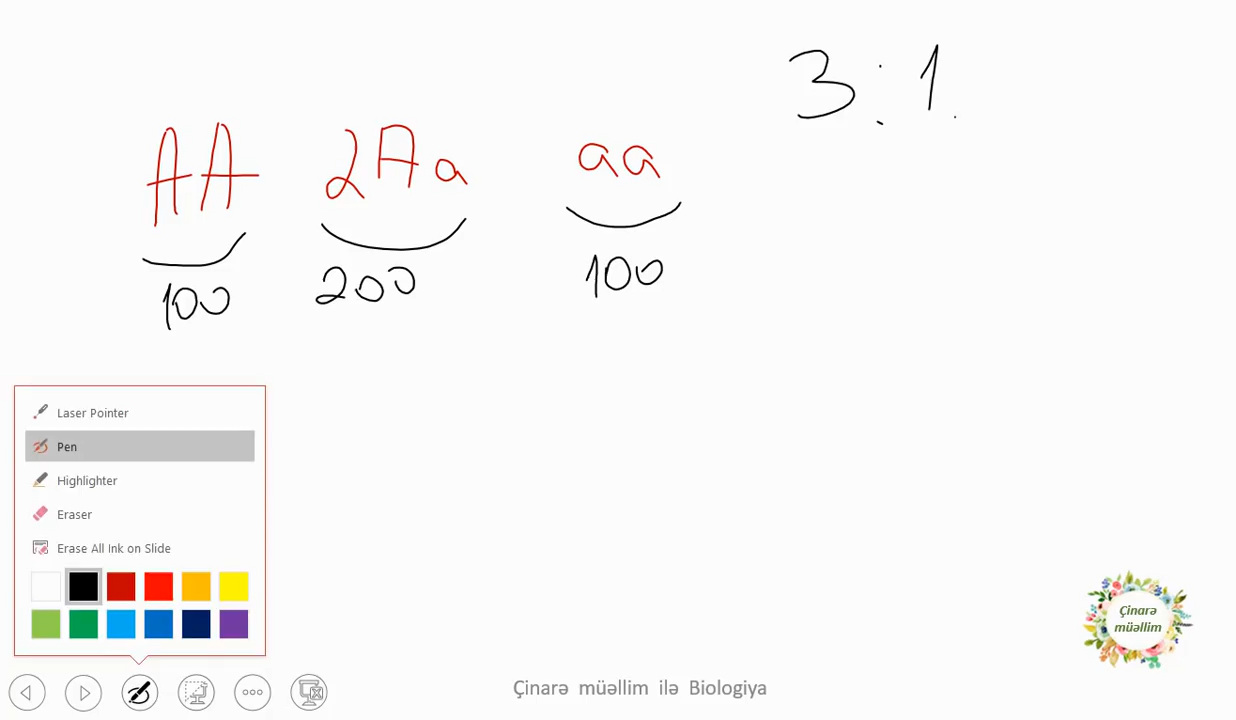 3 : 1
AA 2Aa aa
100 200 100
Laser Pointer
Pen
Highlighter
Eraser
Erase All Ink on Slide
Çinarə
müəllim
Çinarə müəllim ilə Biologiya